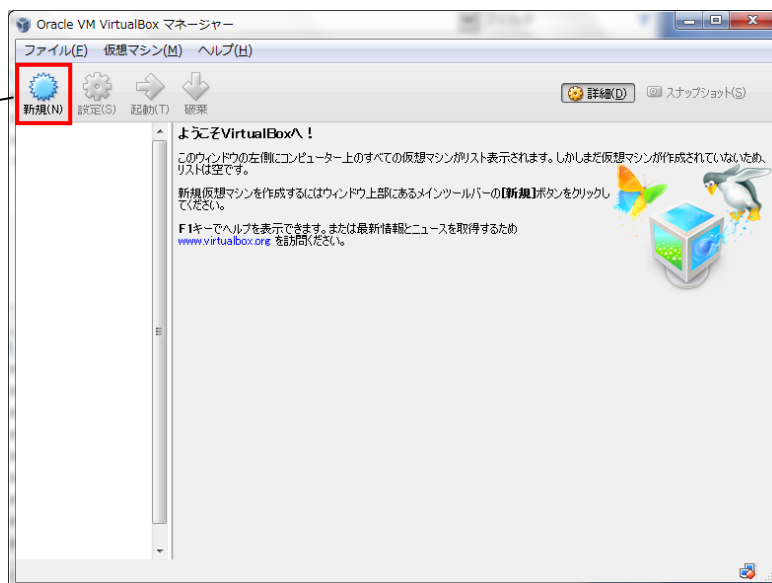 Oracle VM VirtualBox マネージャー
ファイル(F) 仮想マシン(M) ヘルプ(H)
新規(N) 設定(S) 起動(T) 破棄 詳細(D) スナップショット(S)
ようこそVirtualBoxへ！
このウィンドウの左側にコンピューター上のすべての仮想マシンがリスト表示されます。しかしまだ仮想マシンが作成されていないため、
リストは空です。
新規仮想マシンを作成するにはウィンドウ上部にあるメインツールバーの[新規]ボタンをクリックし
てください。
F1キーでヘルプを表示できます。または最新情報とニュースを取得するため
www.virtualbox.org を訪問ください。